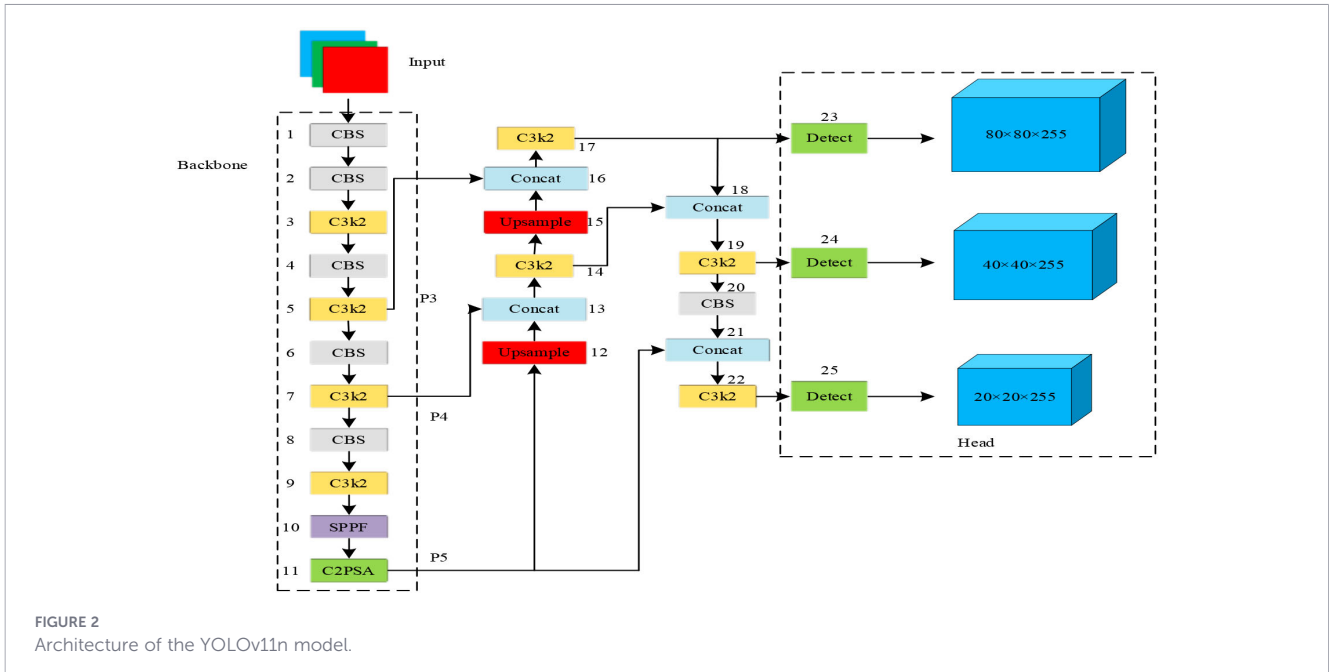 Input
Backbone
1 CBS
2 CBS
3 C3k2
4 CBS
5 C3k2
P3
6 CBS
7 C3k2
P4
8 CBS
9 C3k2
10 SPPF
11 C2PSA
P5
C3k2 17
Concat 16
Upsample 15
C3k2 14
Concat 13
Upsample 12
18
Concat
19
C3k2
20
CBS
21
Concat
22
C3k2
23
Detect
80×80×255
24
Detect
40×40×255
25
Detect
20×20×255
Head
FIGURE 2
Architecture of the YOLOv11n model.